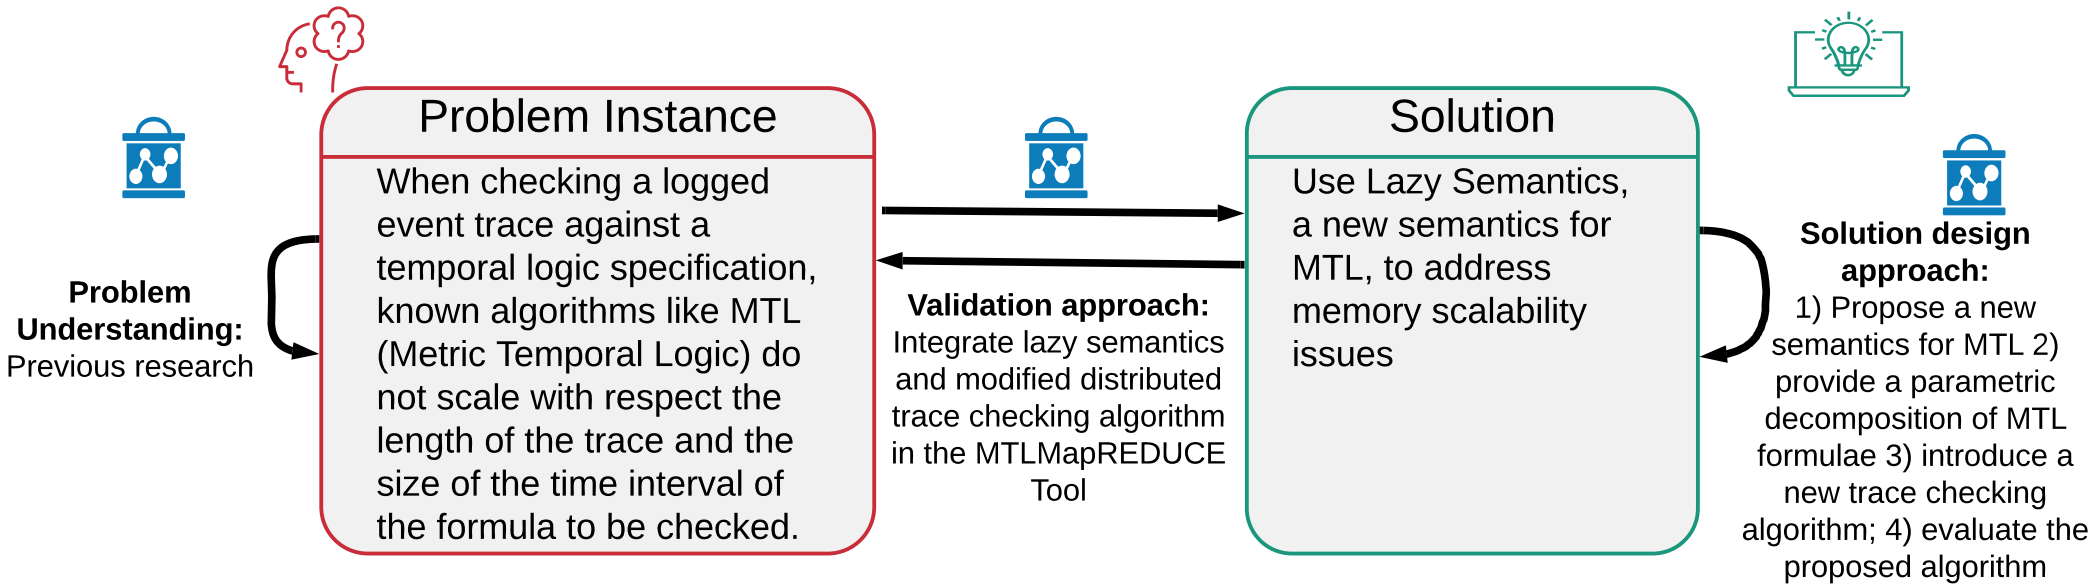 ?
Problem Instance
When checking a logged
event trace against a
temporal logic specification,
known algorithms like MTL
(Metric Temporal Logic) do
not scale with respect the
length of the trace and the
size of the time interval of
the formula to be checked.
Problem
Understanding:
Previous research
Validation approach:
Integrate lazy semantics
and modified distributed
trace checking algorithm
in the MTLMapREDUCE
Tool
Solution
Use Lazy Semantics,
a new semantics for
MTL, to address
memory scalability
issues
Solution design
approach:
1) Propose a new
semantics for MTL 2)
provide a parametric
decomposition of MTL
formulae 3) introduce a
new trace checking
algorithm; 4) evaluate the
proposed algorithm